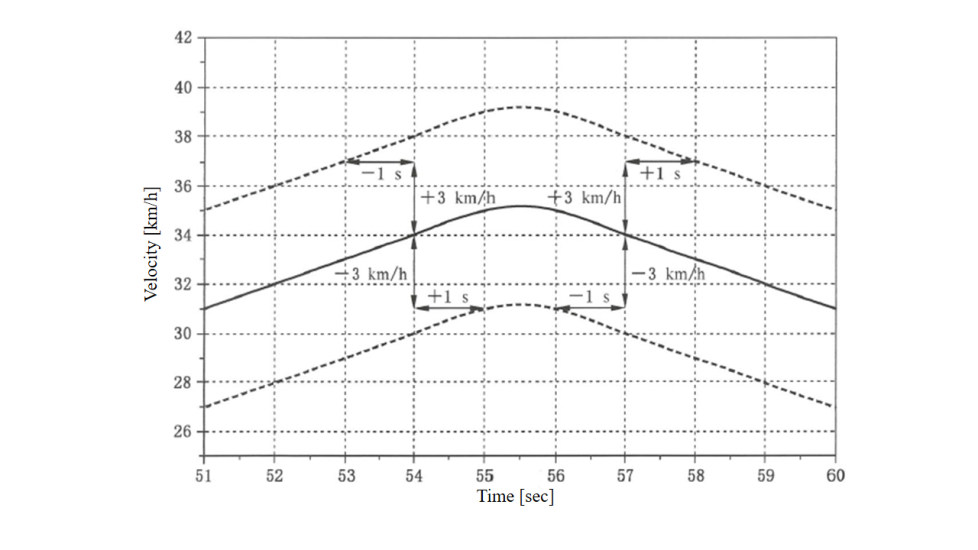 42
40
38
36
34
32
30
28
26
Velocity [km/h]
−1 s
+1 s
+3 km/h
+3 km/h
−3 km/h
−3 km/h
+1 s
−1 s
51 52 53 54 55 56 57 58 59 60
Time [sec]